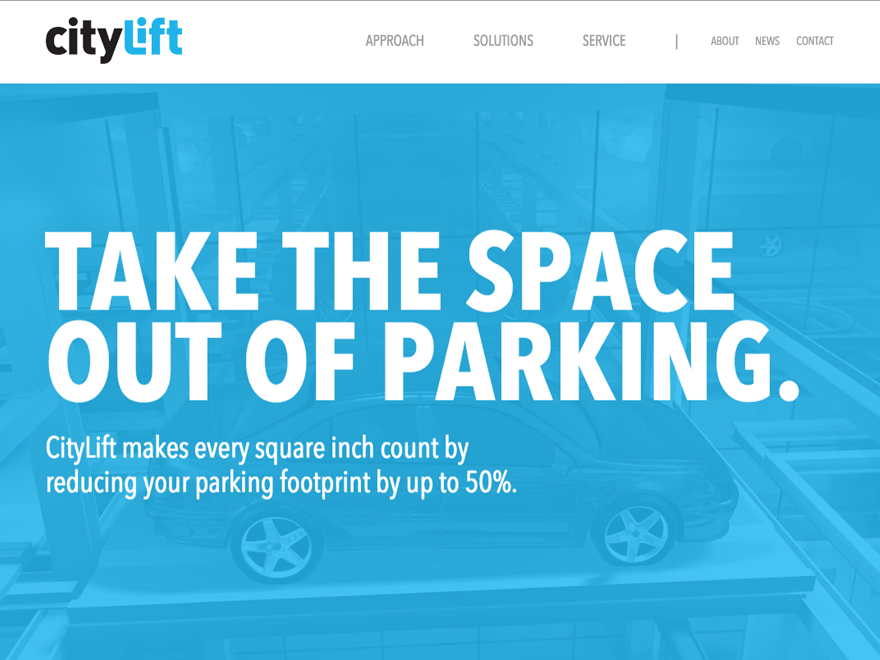 citylift
APPROACH SOLUTIONS SERVICE | ABOUT NEWS CONTACT
TAKE THE SPACE
OUT OF PARKING.
CityLift makes every square inch count by
reducing your parking footprint by up to 50%.